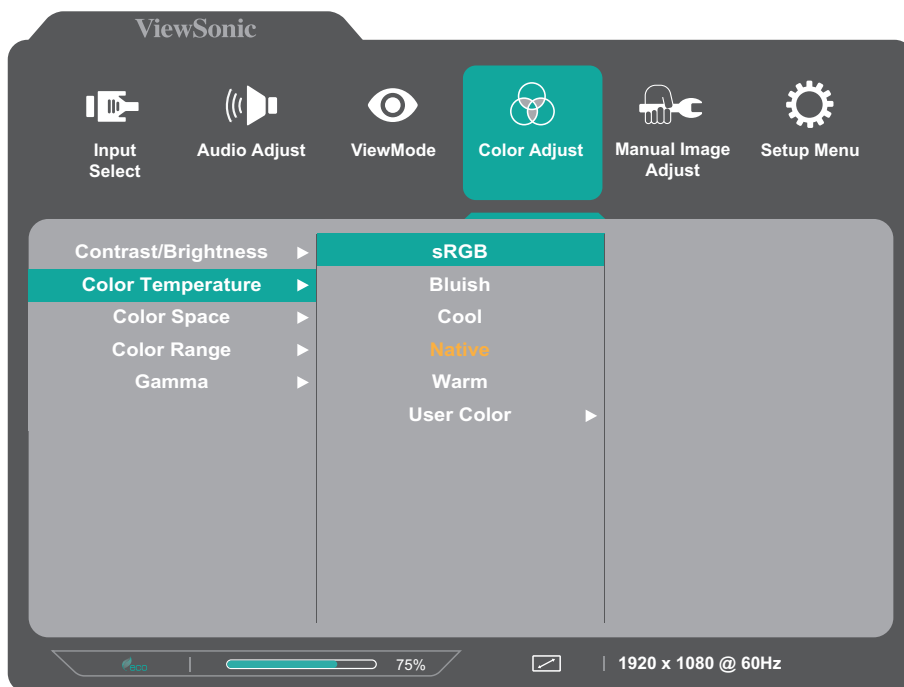 ViewSonic
Input
Select
Audio Adjust
ViewMode
Color Adjust
Manual Image
Adjust
Setup Menu
Contrast/Brightness
Color Temperature
Color Space
Color Range
Gamma
sRGB
Bluish
Cool
Native
Warm
User Color
eco
75%
1920 x 1080 @ 60Hz